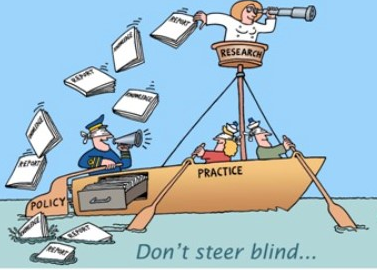 REPORT
KNOWLEDGE
REPORT
KNOWLEDGE
RESEARCH
KNOWLEDGE
REPORT
PRACTICE
POLICY
KNOWLEDGE
REPORT
REPORT
Don't steer blind...